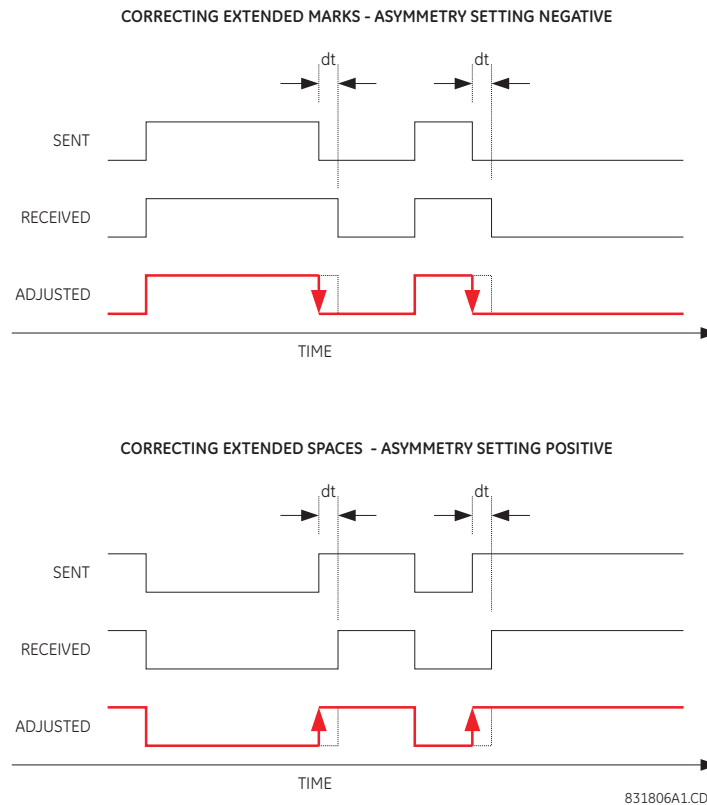 CORRECTING EXTENDED MARKS - ASYMMETRY SETTING NEGATIVE
dt dt
SENT
RECEIVED
ADJUSTED
TIME
CORRECTING EXTENDED SPACES - ASYMMETRY SETTING POSITIVE
dt dt
SENT
RECEIVED
ADJUSTED
TIME
831806A1.CD